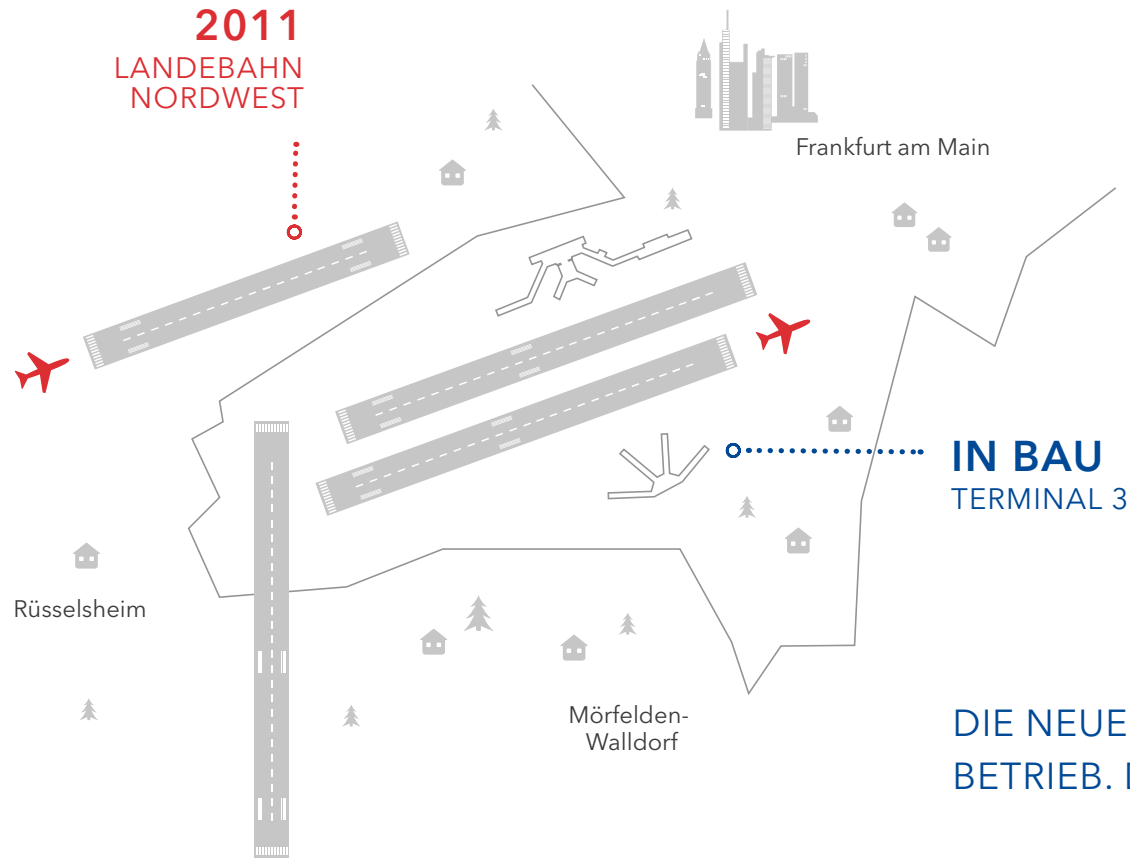 2011
LANDEBAHN
NORDWEST
Frankfurt am Main
IN BAU
TERMINAL 3
Rüsselsheim
Mörfelden-
Walldorf
DIE NEUE
BETRIEB.